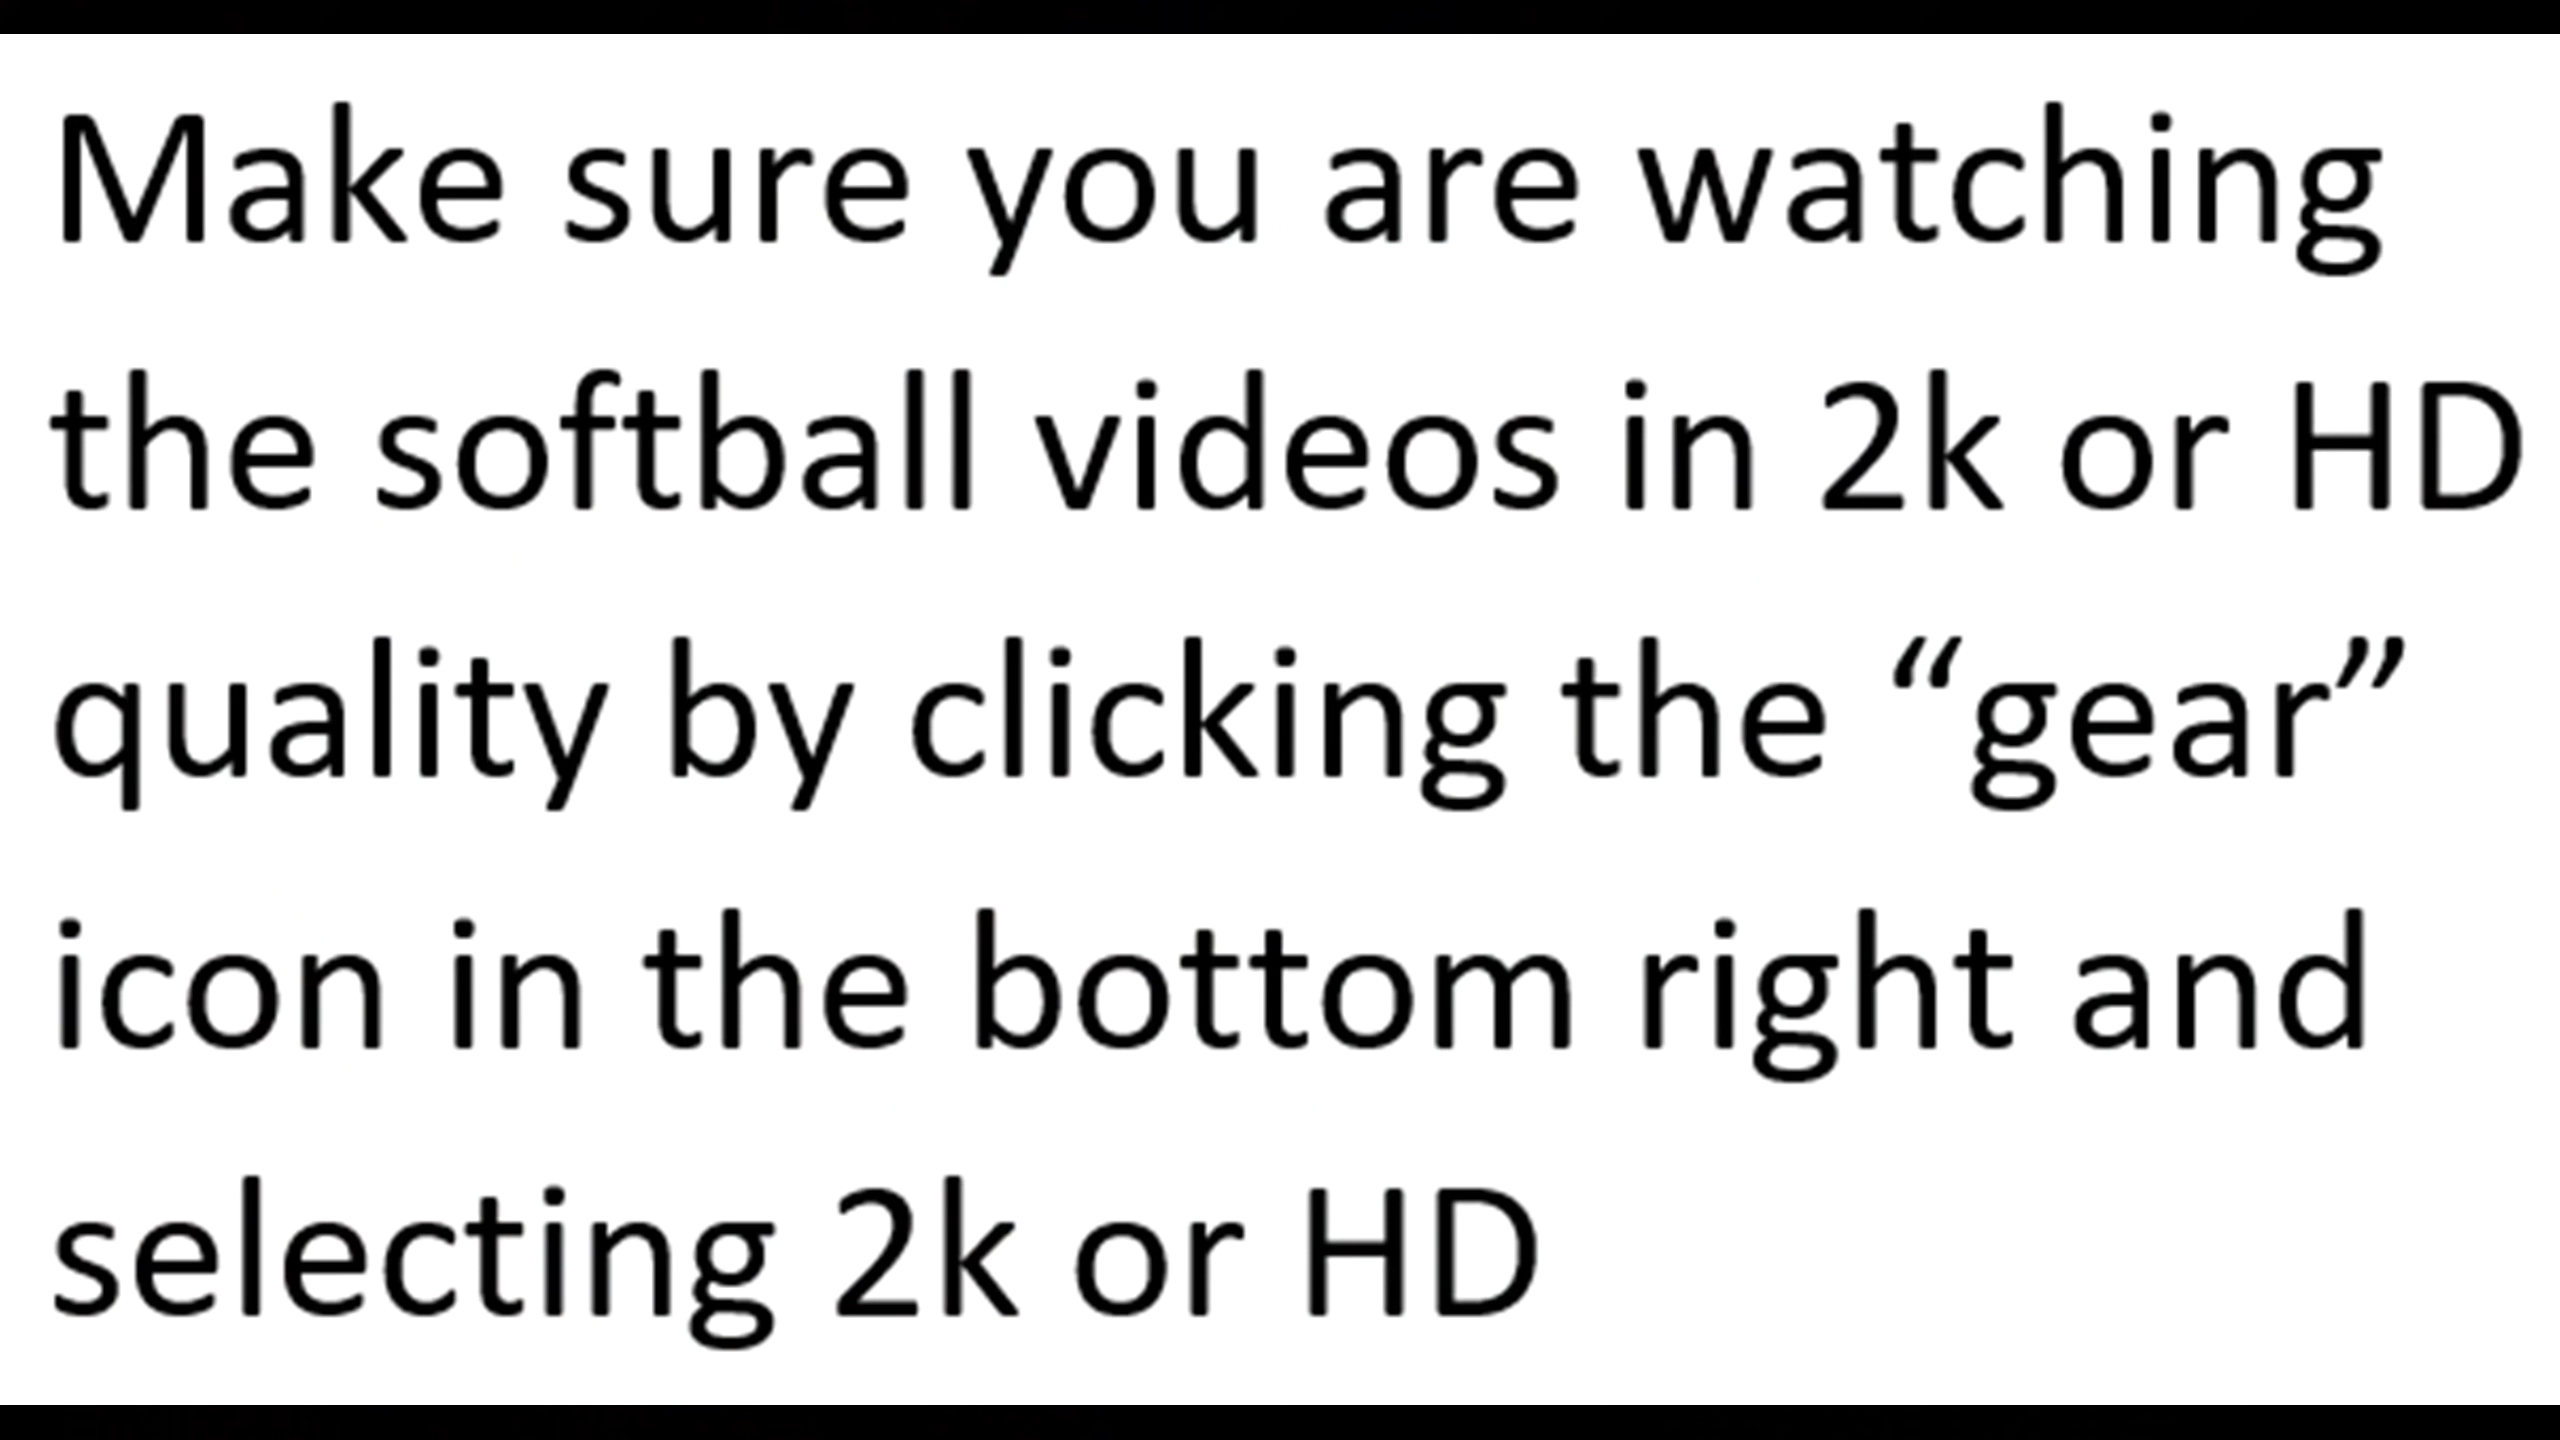 Make sure you are watching
the softball videos in 2k or HD
quality by clicking the “gear”
icon in the bottom right and
selecting 2k or HD